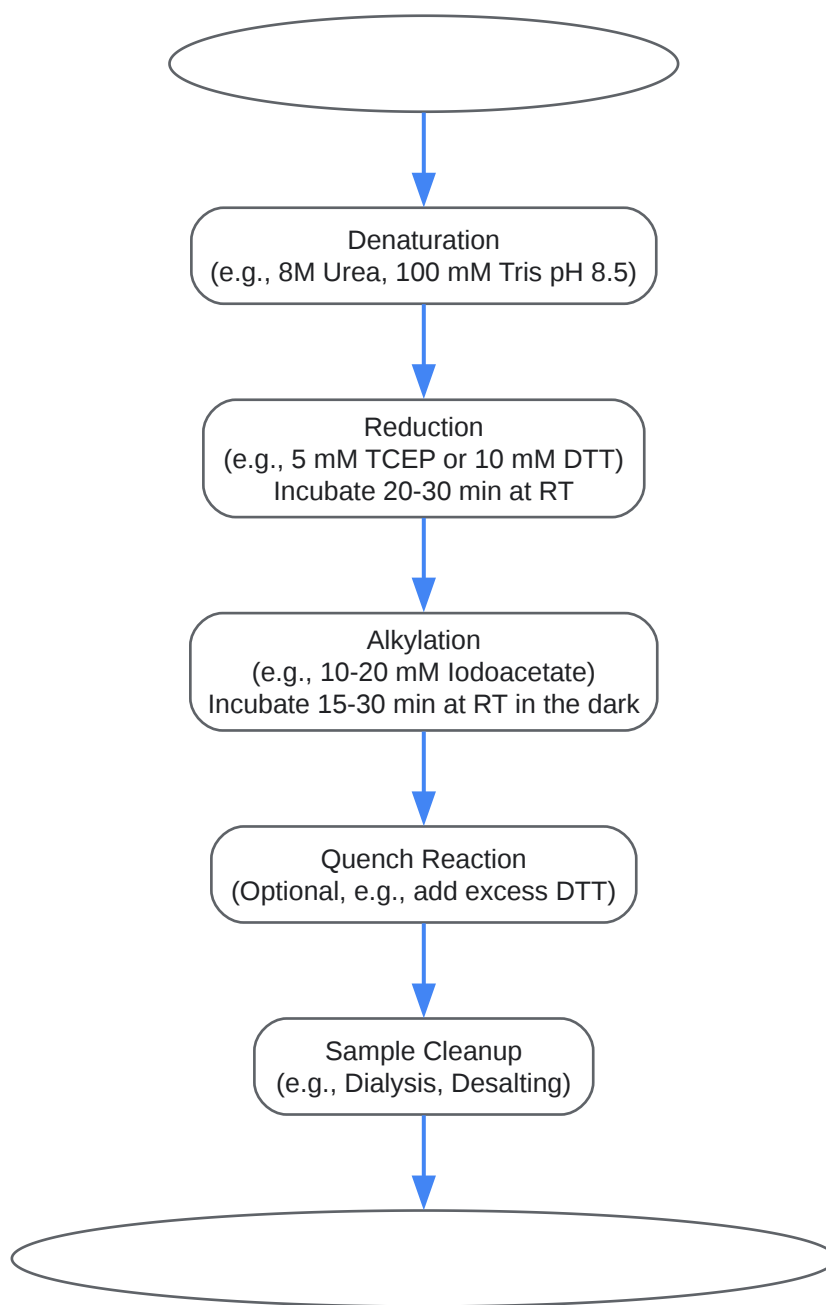 Denaturation
(e.g., 8M Urea, 100 mM Tris pH 8.5)
Reduction
(e.g., 5 mM TCEP or 10 mM DTT)
Incubate 20-30 min at RT
Alkylation
(e.g., 10-20 mM Iodoacetate)
Incubate 15-30 min at RT in the dark
Quench Reaction
(Optional, e.g., add excess DTT)
Sample Cleanup
(e.g., Dialysis, Desalting)